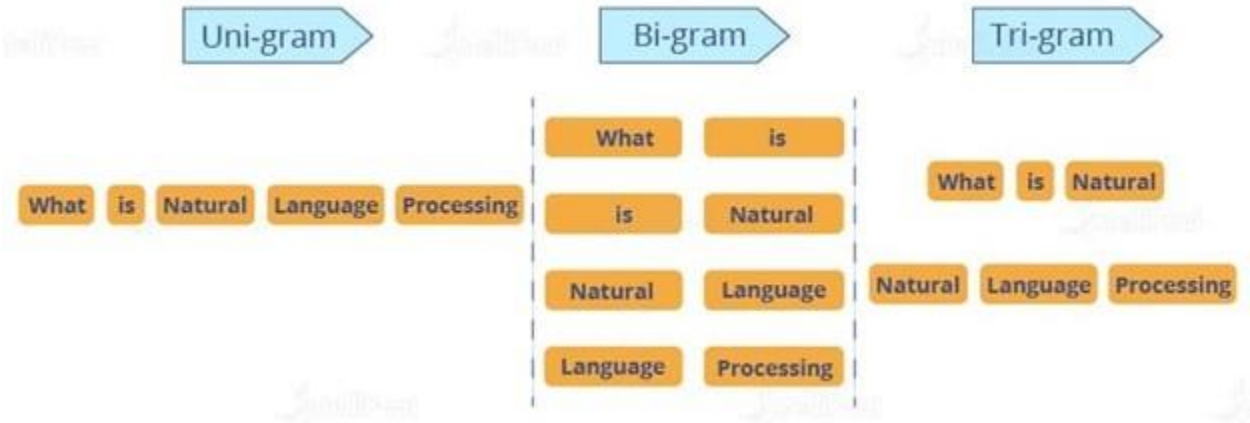 Uni-gram
Bi-gram
Tri-gram
What is Natural Language Processing
What is
is Natural
Natural Language
Language Processing
What is Natural
Natural Language Processing